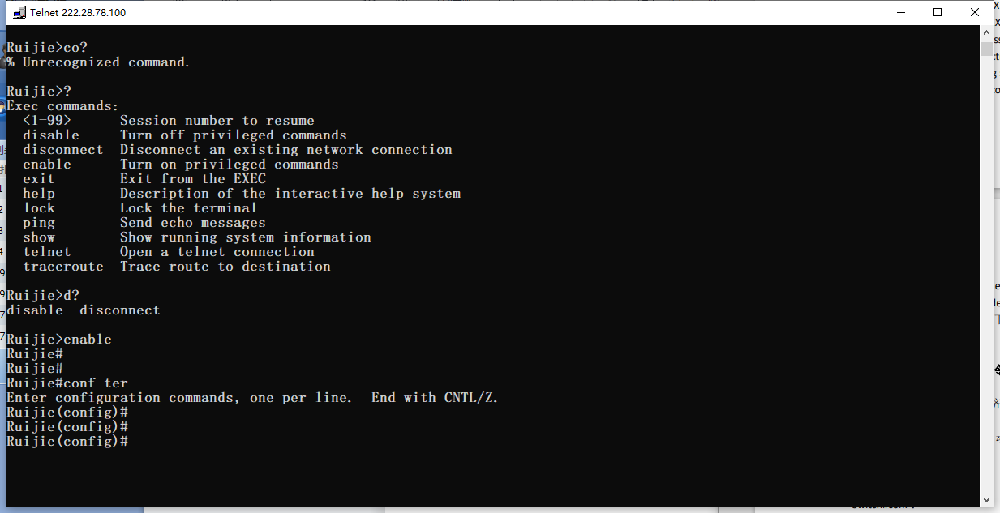 Telnet 222.28.78.100
Ruijie>co?
% Unrecognized command.
Ruijie>?
Exec commands:
  <1-99>      Session number to resume
  disable     Turn off privileged commands
  disconnect  Disconnect an existing network connection
  enable      Turn on privileged commands
  exit        Exit from the EXEC
  help        Description of the interactive help system
  lock        Lock the terminal
  ping        Send echo messages
  show        Show running system information
  telnet      Open a telnet connection
  traceroute  Trace route to destination
Ruijie>d?
disable  disconnect
Ruijie>enable
Ruijie#
Ruijie#
Ruijie#conf ter
Enter configuration commands, one per line.  End with CNTL/Z.
Ruijie(config)#
Ruijie(config)#
Ruijie(config)#